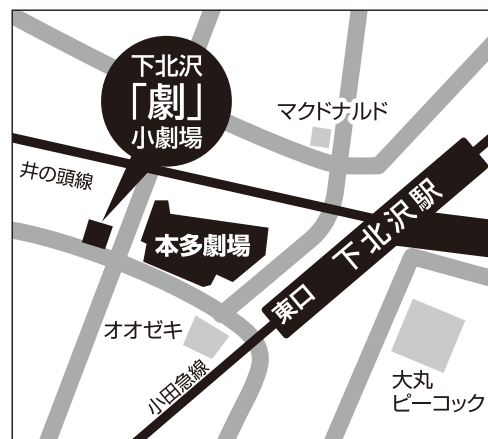 下北沢
「劇」
小劇場
マクドナルド
井の頭線
本多劇場
下北沢駅
東口
オオゼキ
小田急線
大丸
ピーコック